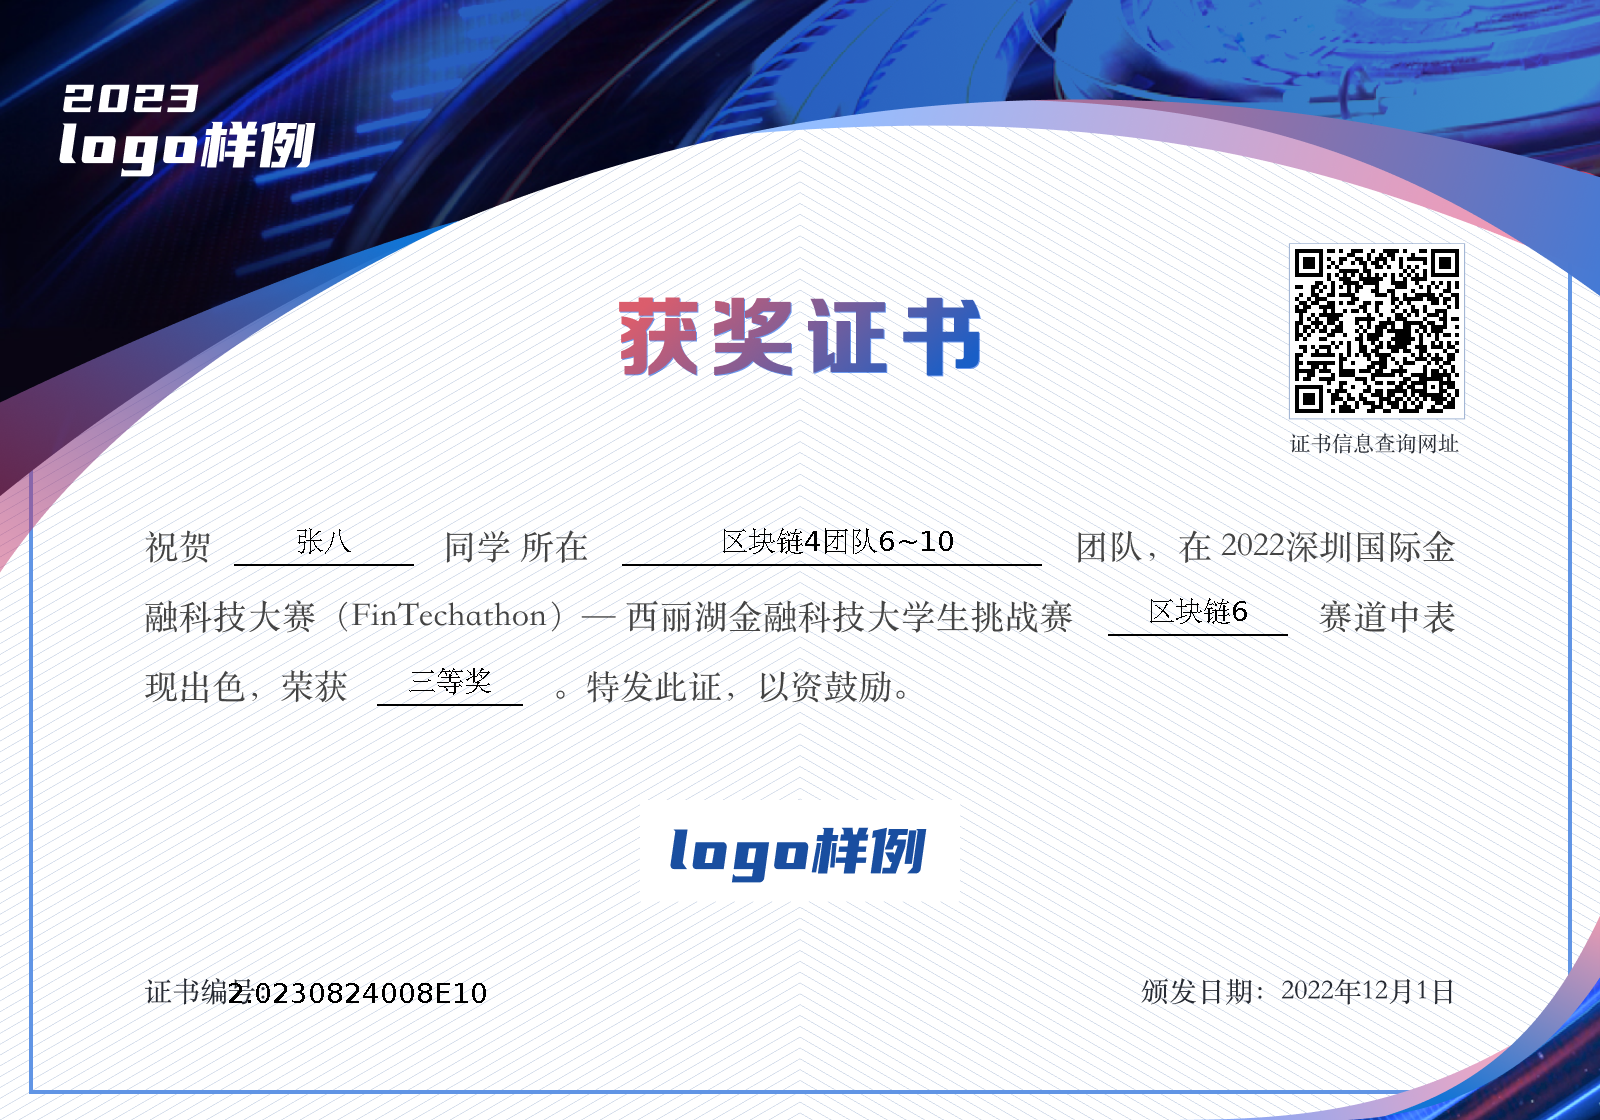 2023
logo样例
获奖证书
证书信息查询网址
祝贺 张八 同学 所在 区块链4团队6~10 团队，在 2022深圳国际金
融科技大赛（FinTechathon）— 西丽湖金融科技大学生挑战赛 区块链6 赛道中表
现出色，荣获 三等奖 。特发此证，以资鼓励。
logo样例
证书编号：20230824008E10
颁发日期：2022年12月1日